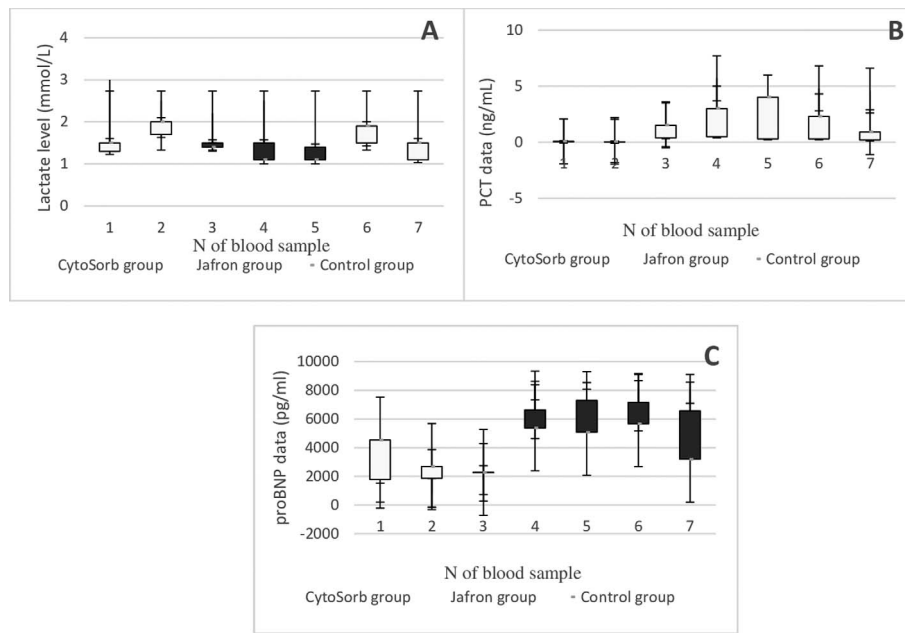 A
Lactate level (mmol/L)
4
3
2
1
0
1 2 3 4 5 6 7
N of blood sample
CytoSorb group Jafron group Control group
B
PCT data (ng/mL)
10
5
0
-5
1 2 3 4 5 6 7
N of blood sample
CytoSorb group Jafron group Control group
C
proBNP data (pg/ml)
10000
8000
6000
4000
2000
0
-2000
1 2 3 4 5 6 7
N of blood sample
CytoSorb group Jafron group Control group